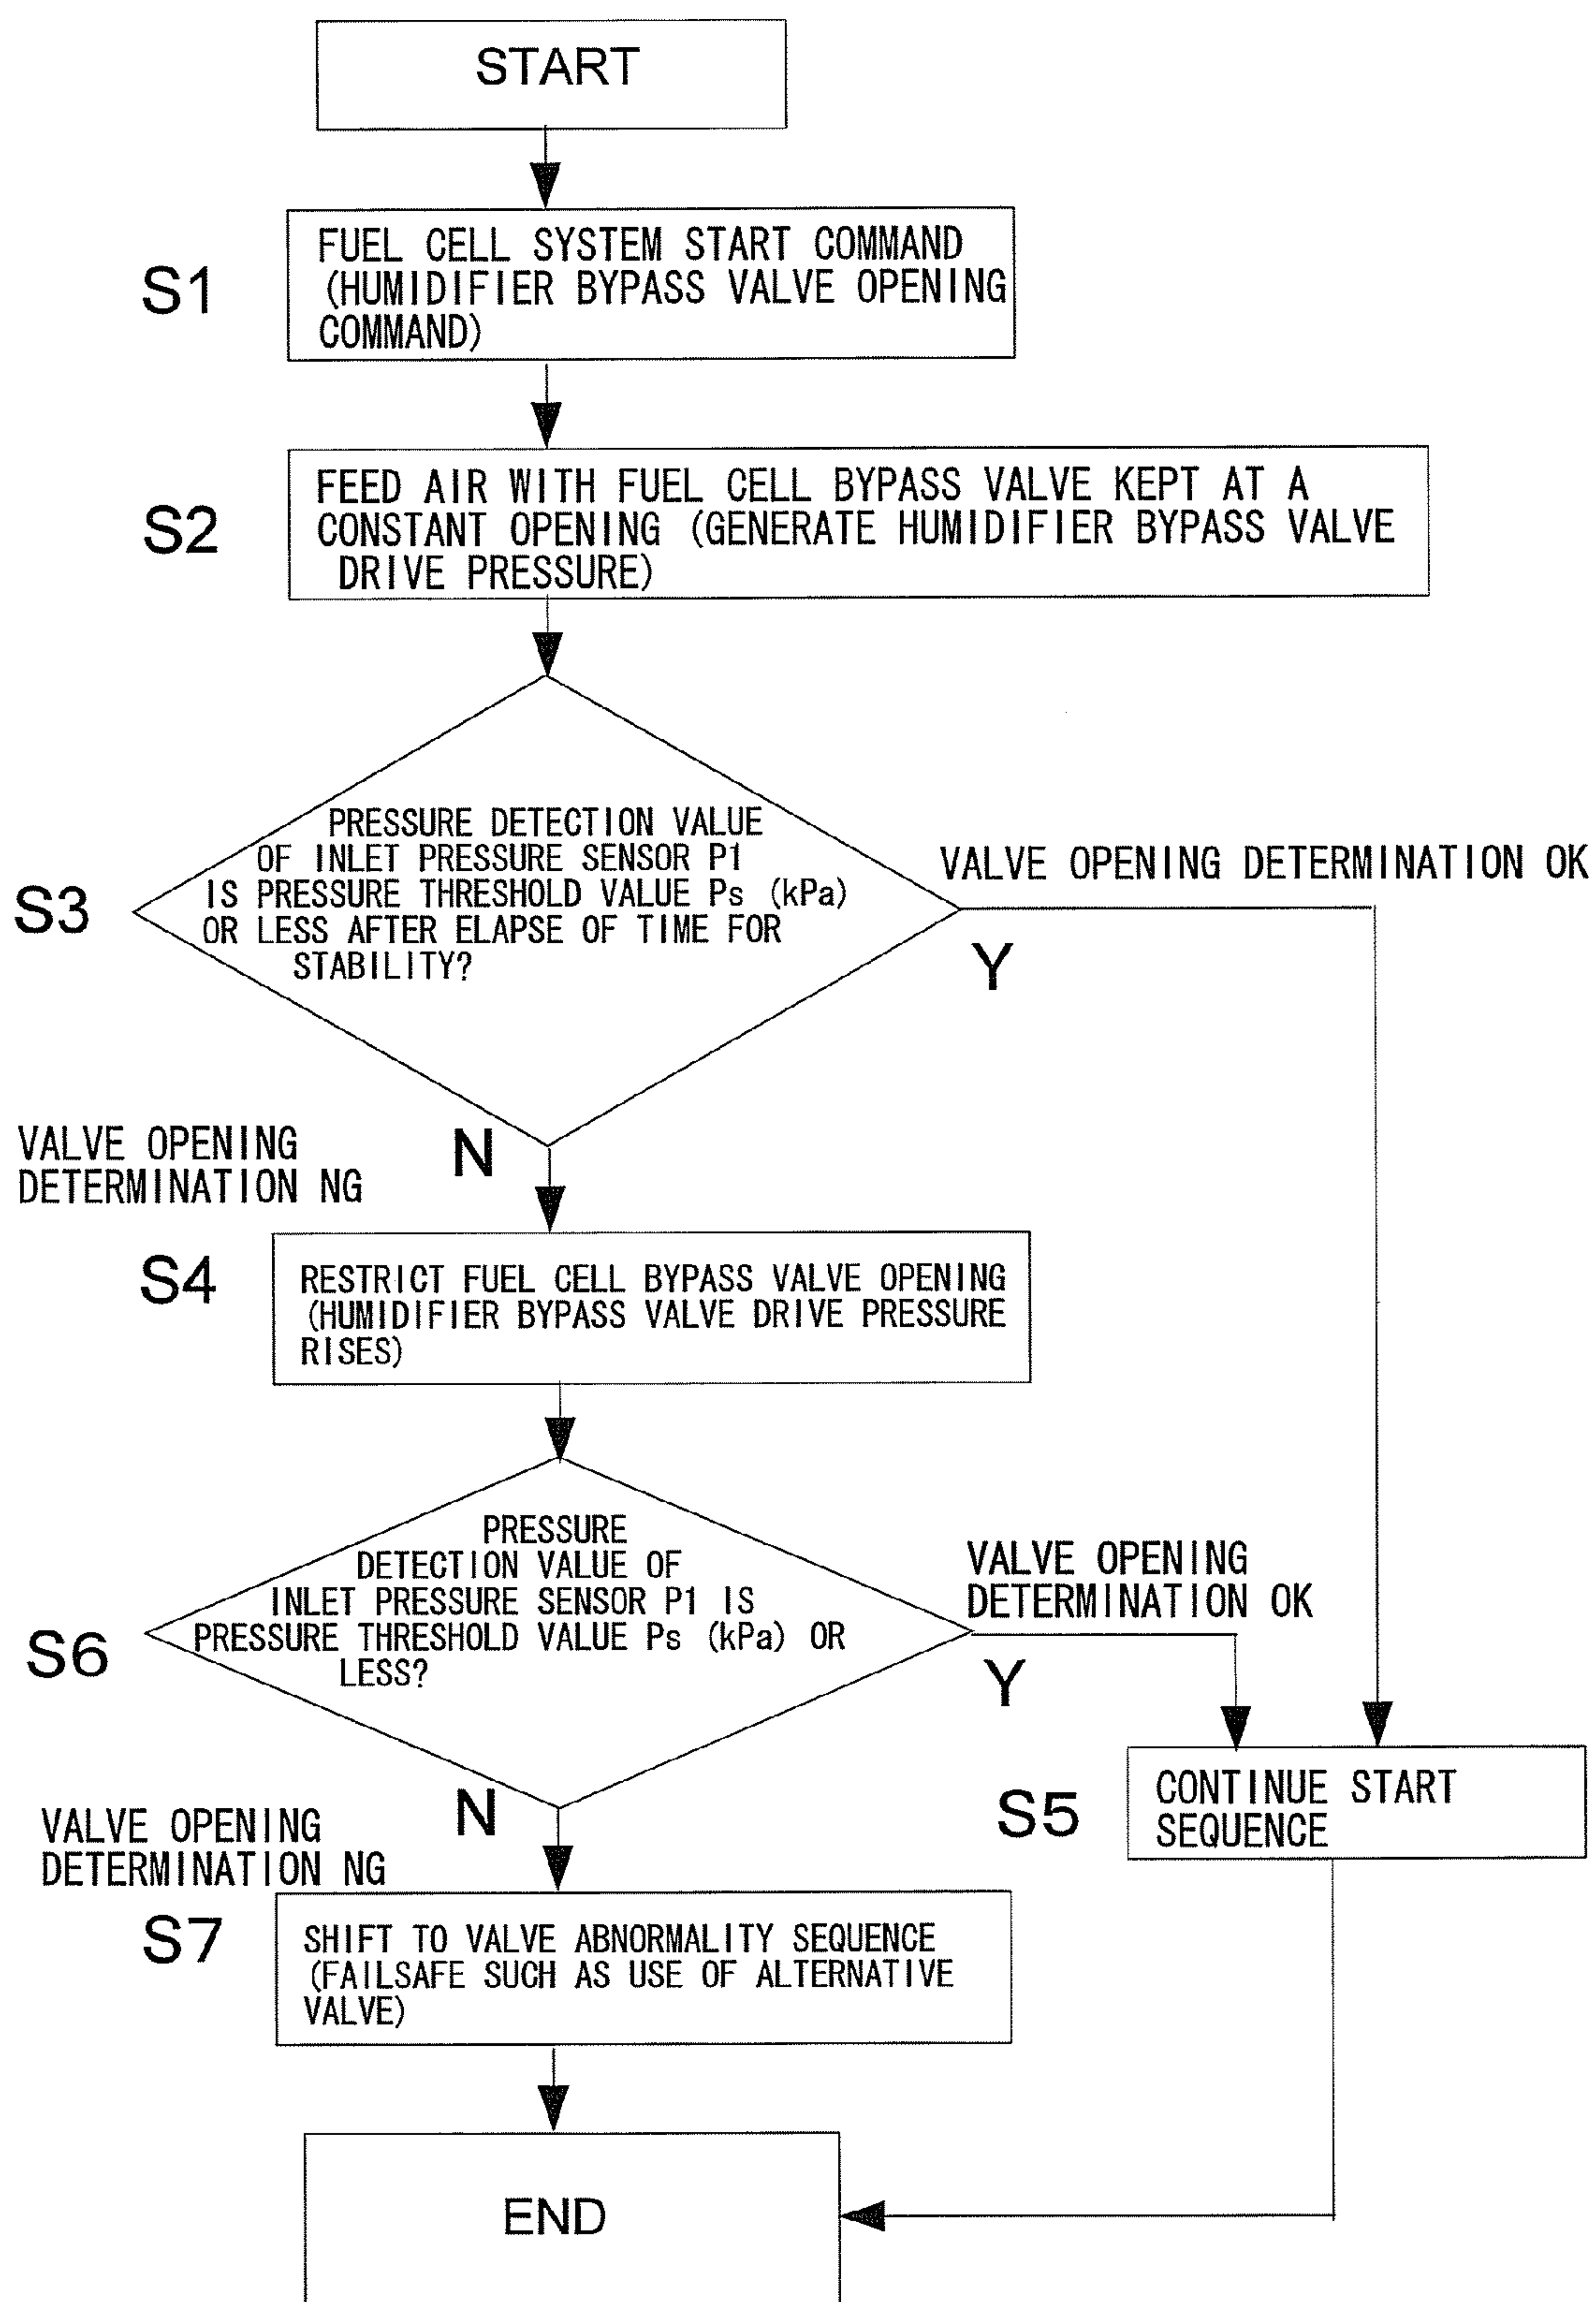 START
S1
FUEL CELL SYSTEM START COMMAND
(HUMIDIFIER BYPASS VALVE OPENING
COMMAND)
S2
FEED AIR WITH FUEL CELL BYPASS VALVE KEPT AT A
CONSTANT OPENING (GENERATE HUMIDIFIER BYPASS VALVE
DRIVE PRESSURE)
S3
PRESSURE DETECTION VALUE
OF INLET PRESSURE SENSOR P1
IS PRESSURE THRESHOLD VALUE Ps (kPa)
OR LESS AFTER ELAPSE OF TIME FOR
STABILITY?
VALVE OPENING DETERMINATION OK
Y
VALVE OPENING
DETERMINATION NG
N
S4
RESTRICT FUEL CELL BYPASS VALVE OPENING
(HUMIDIFIER BYPASS VALVE DRIVE PRESSURE
RISES)
S6
PRESSURE
DETECTION VALUE OF
INLET PRESSURE SENSOR P1 IS
PRESSURE THRESHOLD VALUE Ps (kPa) OR
LESS?
VALVE OPENING
DETERMINATION OK
Y
S5
CONTINUE START
SEQUENCE
VALVE OPENING
DETERMINATION NG
N
S7
SHIFT TO VALVE ABNORMALITY SEQUENCE
(FAILSAFE SUCH AS USE OF ALTERNATIVE
VALVE)
END